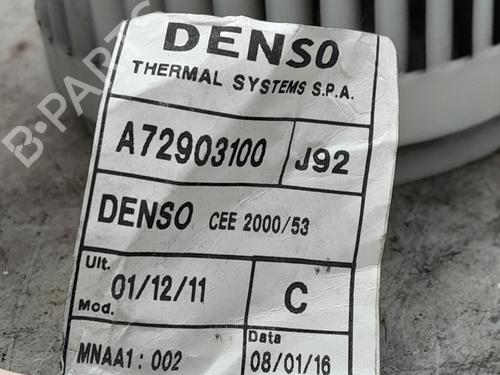 DENSO
THERMAL SYSTEMS S.P.A.
A72903100 J92
DENSO CEE 2000/53
Ult.
01/12/11 C
Mod.
Data
MNAA1: 002 08/01/16
B-PARTS